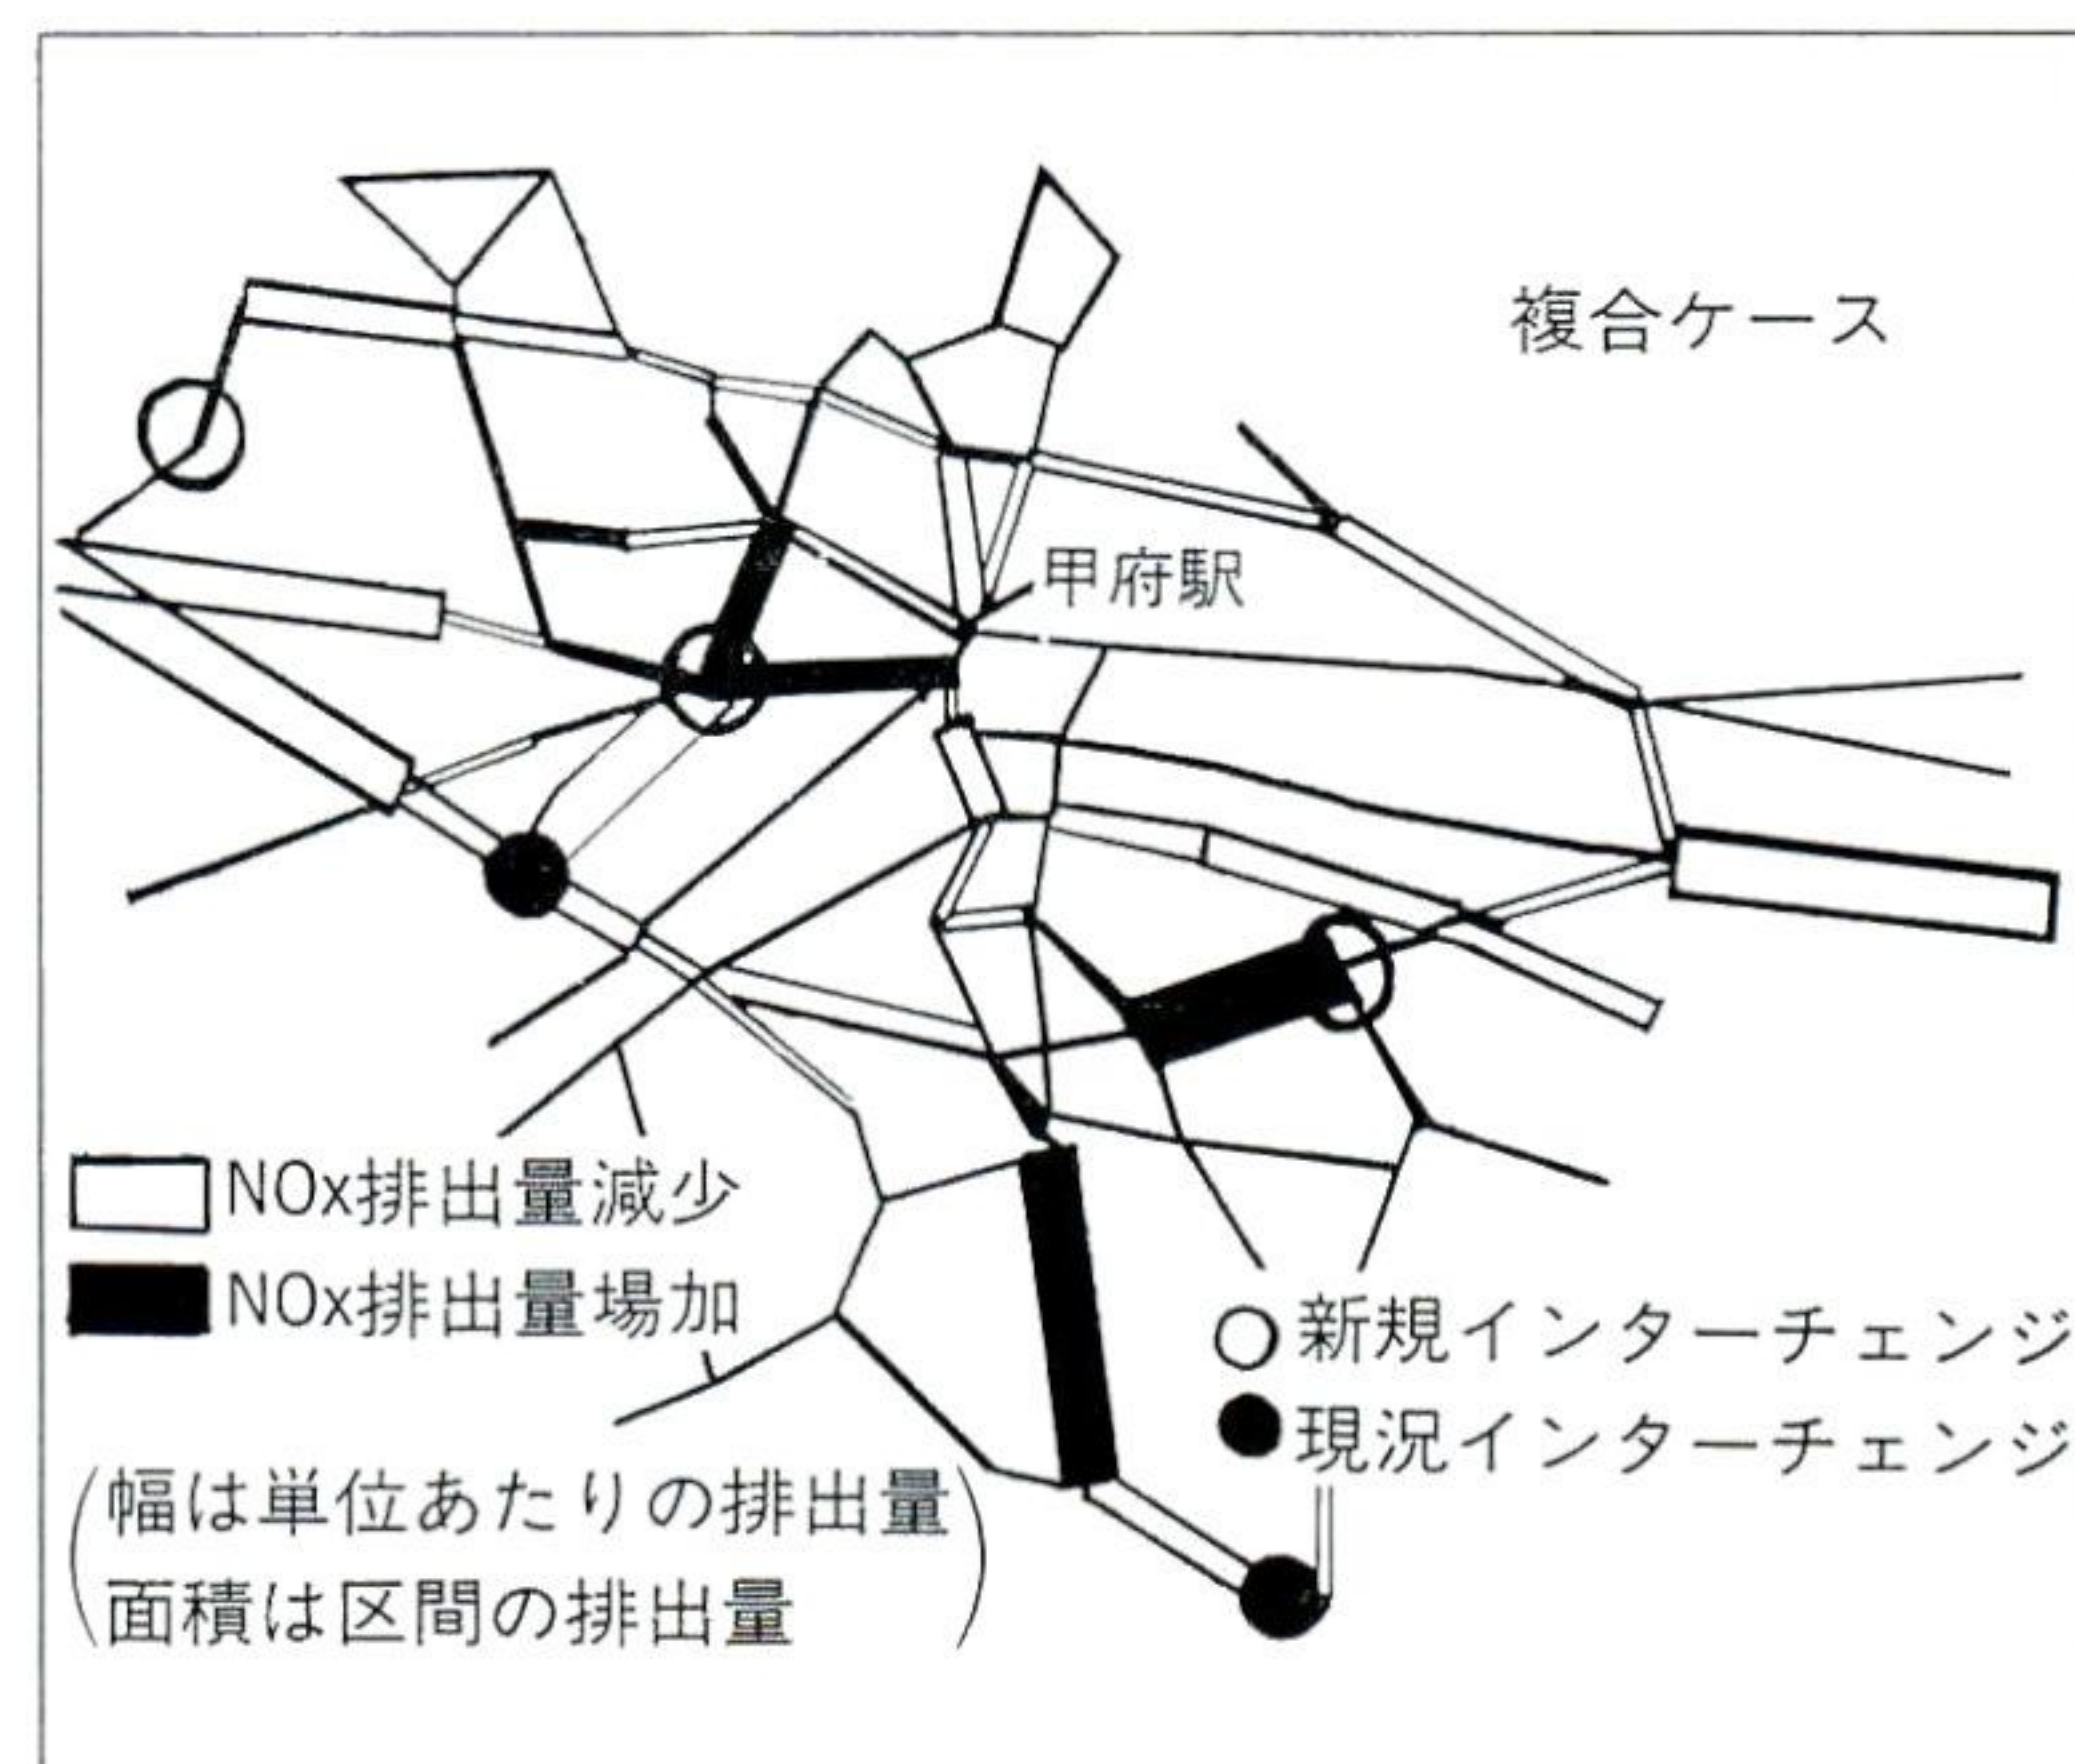 複合ケース
甲府駅
NOx排出量減少
NOx排出量場加
新規インターチェンジ
現況インターチェンジ
(幅は単位あたりの排出量
面積は区間の排出量)